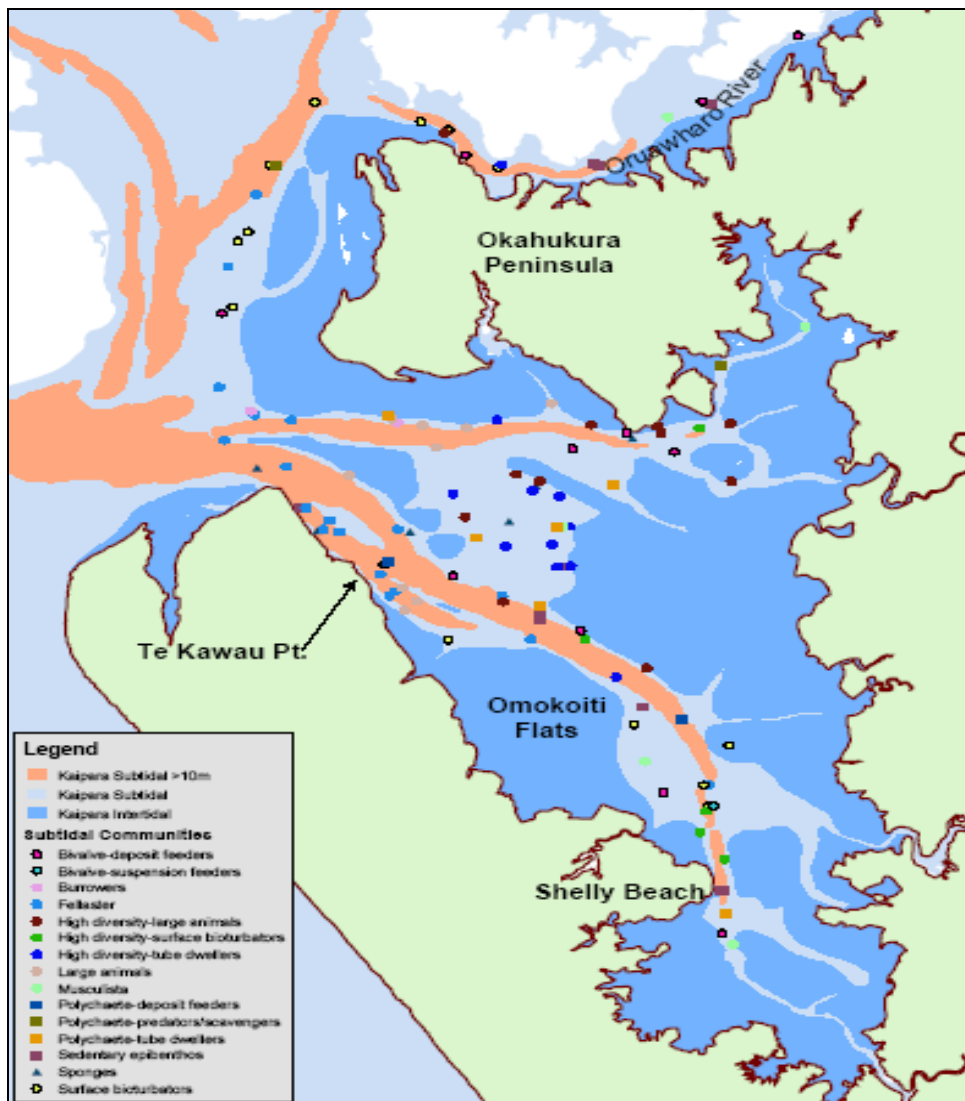 Oruawharo River
Okahukura
Peninsula
Te Kawau Pt.
Omokoiti
Flats
Shelly Beach
Legend
Kaipara Subtidal >10m
Kaipara Subtidal
Kaipara Intertidal
Subtidal Communities
Bivalve-deposit feeders
Bivalve-suspension feeders
Burrowers
Fellaster
High diversity-large animals
High diversity-surface bioturbators
High diversity-tube dwellers
Large animals
Musculista
Polychaete-deposit feeders
Polychaete-predators/scavengers
Polychaete-tube dwellers
Sedentary epibenthos
Sponges
Surface bioturbators